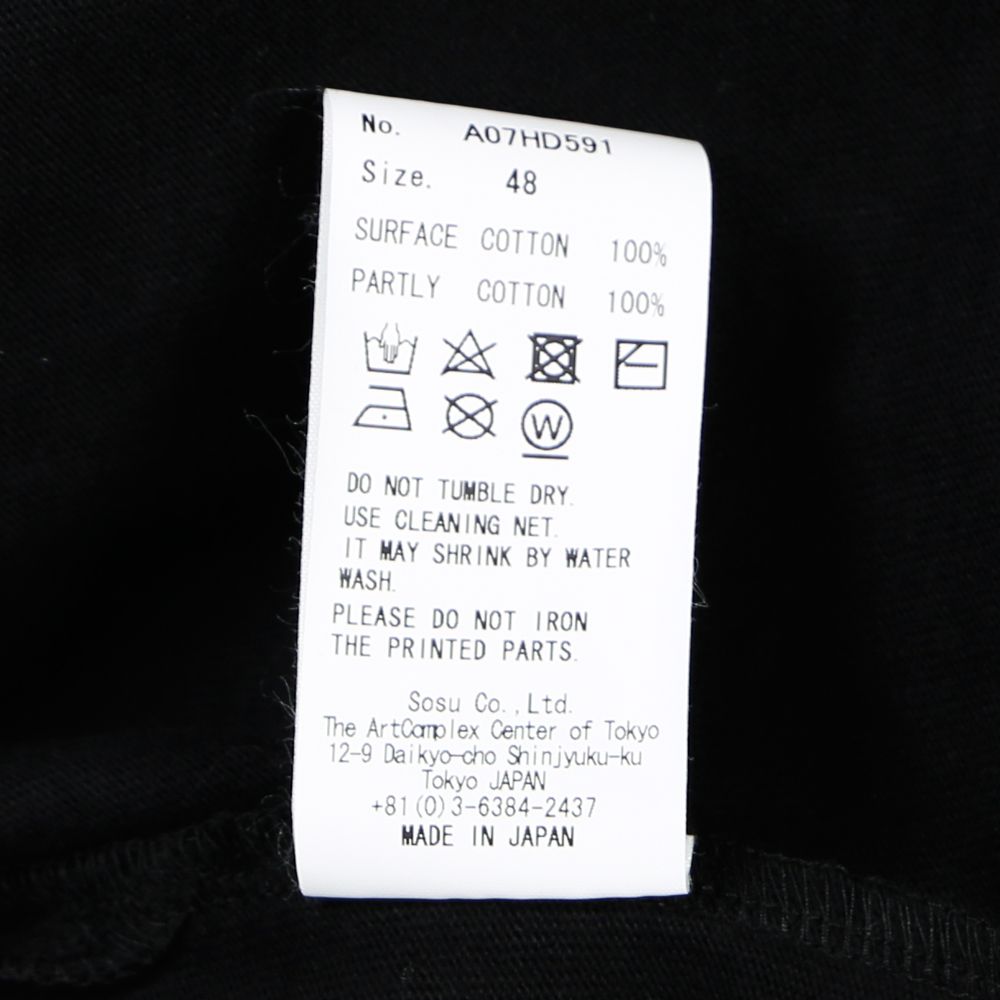 No. A07HD591
Size. 48
SURFACE COTTON 100%
PARTLY COTTON 100%
W
DO NOT TUMBLE DRY.
USE CLEANING NET.
IT MAY SHRINK BY WATER
WASH.
PLEASE DO NOT IRON
THE PRINTED PARTS.
Sosu Co.,Ltd.
The ArtComplex Center of Tokyo
12-9 Daikyo-cho Shinjyuku-ku
Tokyo JAPAN
+81(0)3-6384-2437
MADE IN JAPAN